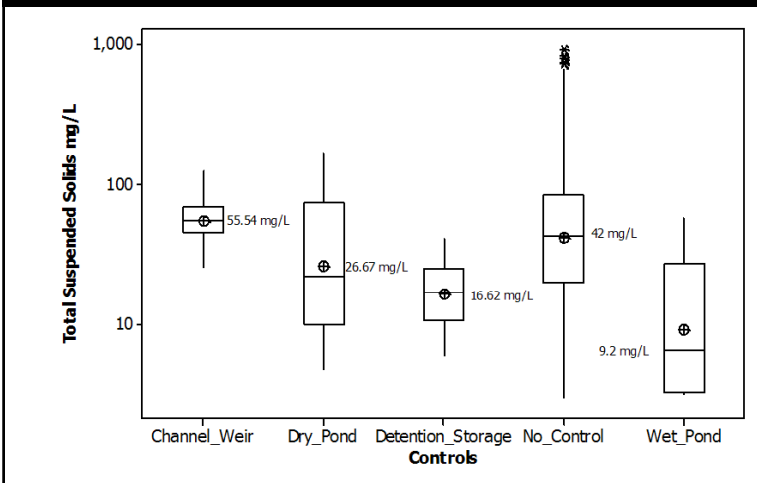 Total Suspended Solids mg/L
1,000
100
10
55.54 mg/L
26.67 mg/L
16.62 mg/L
42 mg/L
9.2 mg/L
Channel_Weir Dry_Pond Detention_Storage No_Control Wet_Pond
Controls